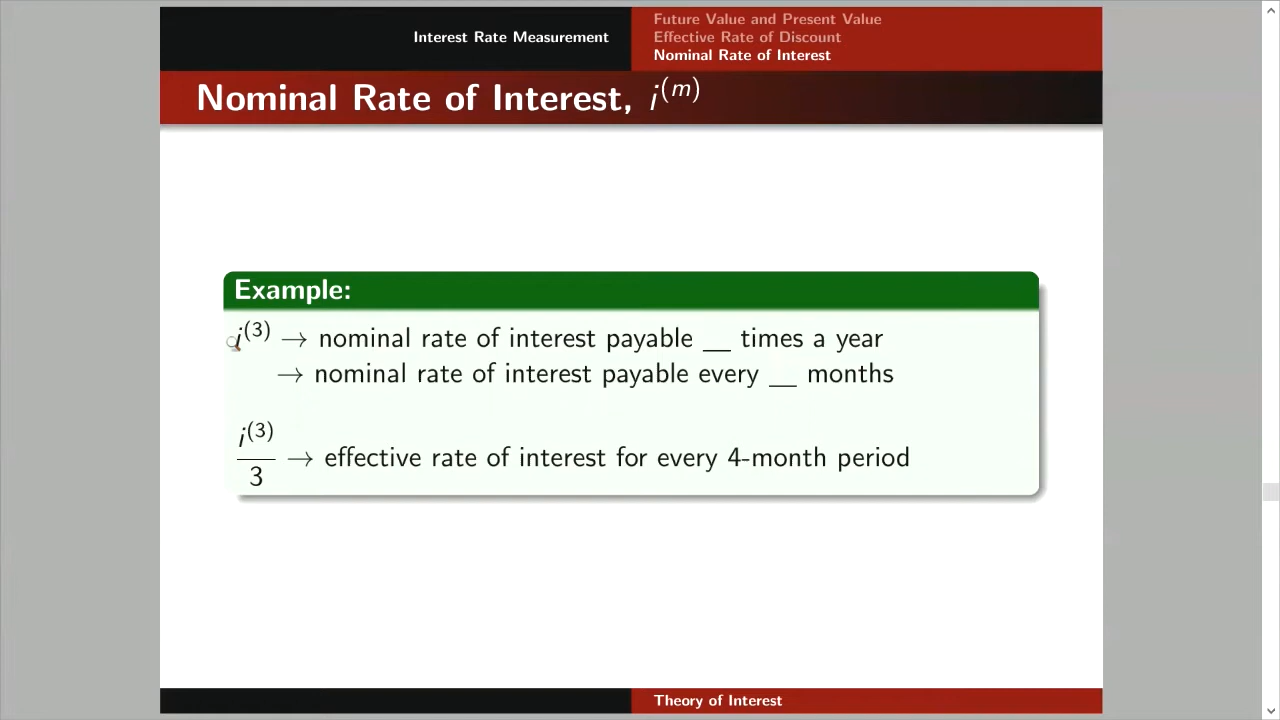 Interest Rate Measurement
Future Value and Present Value
Effective Rate of Discount
Nominal Rate of Interest
Nominal Rate of Interest, i^(m)
Example:
i^(3) → nominal rate of interest payable __ times a year
→ nominal rate of interest payable every __ months
i^(3)
3
→ effective rate of interest for every 4-month period
Theory of Interest